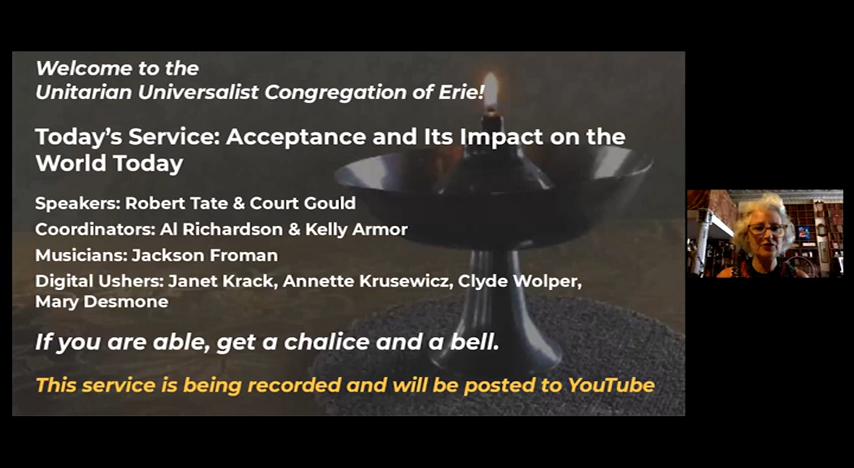 Welcome to the
Unitarian Universalist Congregation of Erie!
Today's Service: Acceptance and Its Impact on the
World Today
Speakers: Robert Tate & Court Gould
Coordinators: Al Richardson & Kelly Armor
Musicians: Jackson Froman
Digital Ushers: Janet Krack, Annette Krusewicz, Clyde Wolper,
Mary Desmone
If you are able, get a chalice and a bell.
This service is being recorded and will be posted to YouTube